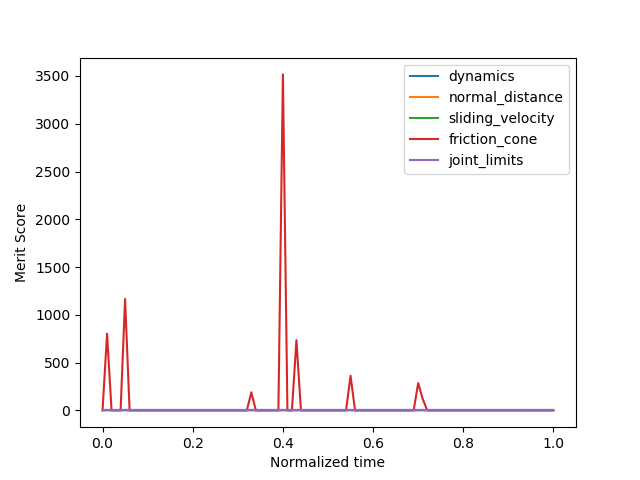 3500
3000
2500
2000
1500
1000
500
0
Merit Score
0.0 0.2 0.4 0.6 0.8 1.0
Normalized time
dynamics
normal_distance
sliding_velocity
friction_cone
joint_limits